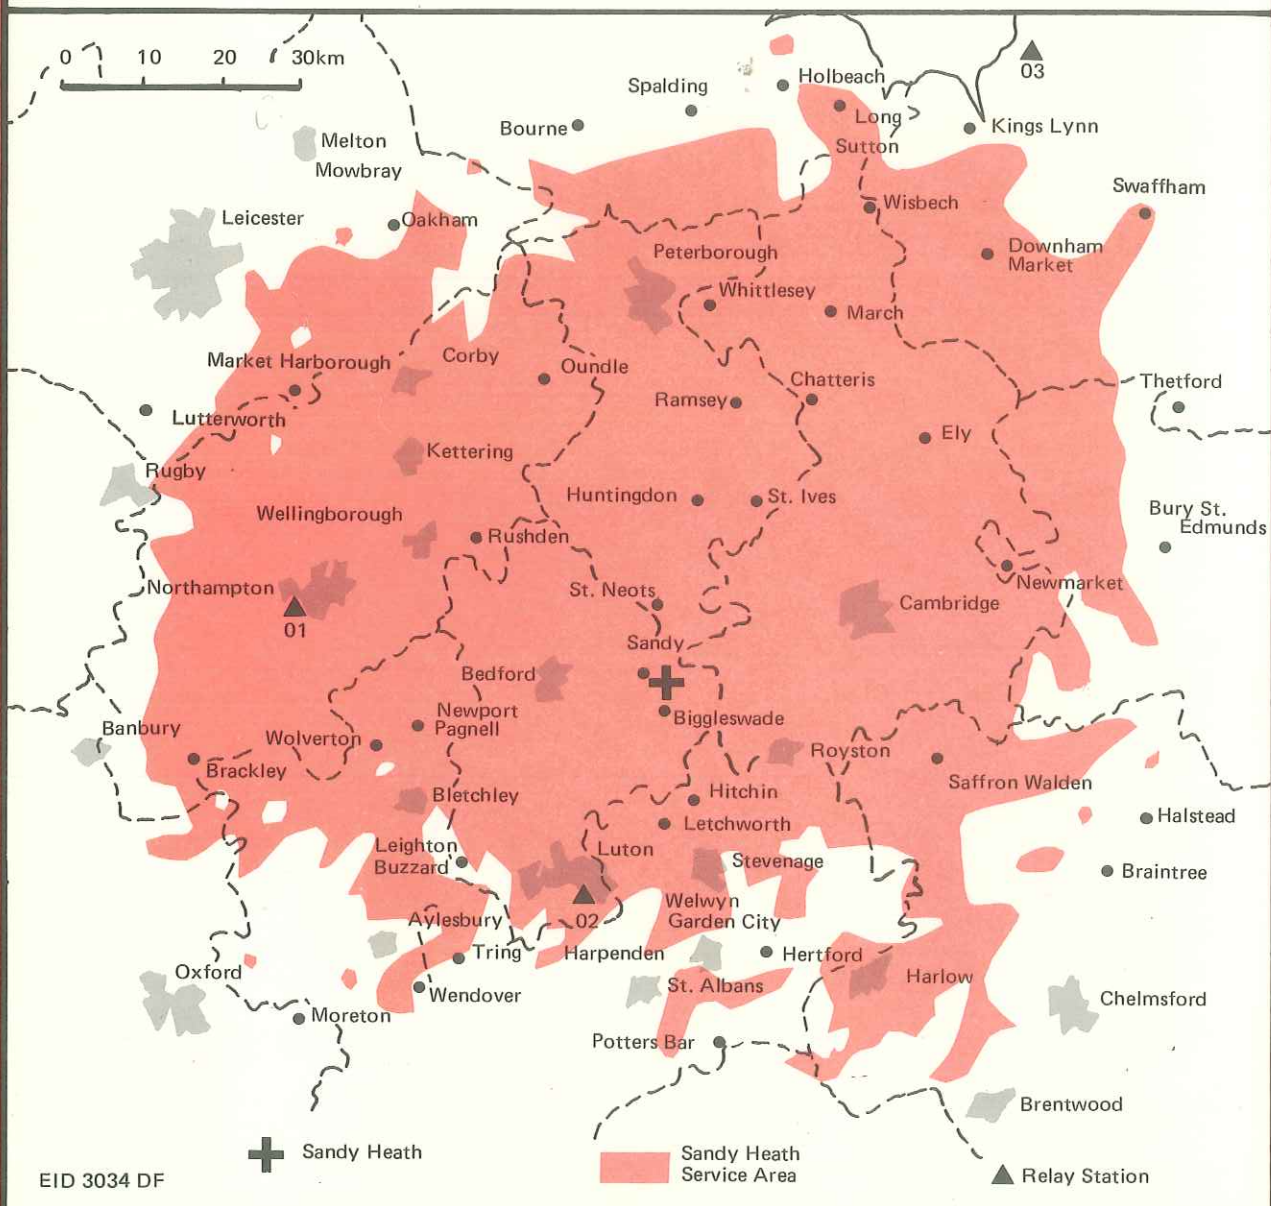 0 10 20 30km
03
Holbeach
Spalding
Long
Sutton
Bourne
Kings Lynn
Melton
Mowbray
Swaffham
Leicester
Oakham
Wisbech
Peterborough
Downham
Market
Whittlesey
March
Market Harborough
Corby
Oundle
Chatteris
Thetford
Ramsey
Lutterworth
Ely
Kettering
Rugby
Huntingdon
St. Ives
Wellingborough
Bury St.
Edmunds
Rushden
Northampton
St. Neots
Newmarket
Cambridge
01
Sandy
Bedford
Newport
Pagnell
Biggleswade
Banbury
Wolverton
Royston
Brackley
Saffron Walden
Bletchley
Hitchin
Letchworth
Halstead
Leighton
Buzzard
Luton
Stevenage
Braintree
Welwyn
Garden City
Aylesbury
02
Tring
Harpenden
Hertford
Oxford
St. Albans
Harlow
Wendover
Chelmsford
Moreton
Potters Bar
Brentwood
Sandy Heath
Sandy Heath
Service Area
Relay Station
EID 3034 DF